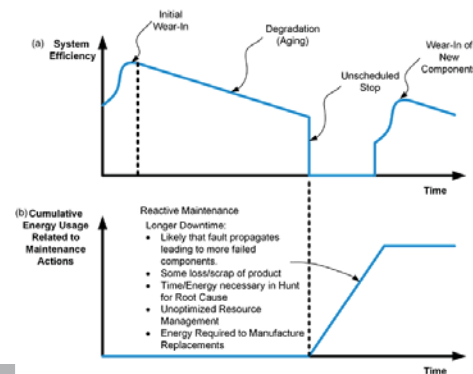 Initial
Wear-In
(a) System
Efficiency
Degradation
(Aging)
Unscheduled
Stop
Wear-In of
New
Component
Time
(b) Cumulative
Energy Usage
Related to
Maintenance
Actions
Reactive Maintenance
Longer Downtime:
• Likely that fault propagates
leading to more failed
components.
• Some loss/scrap of product
• Time/Energy necessary in Hunt
for Root Cause
• Unoptimized Resource
Management
• Energy Required to Manufacture
Replacements
Time